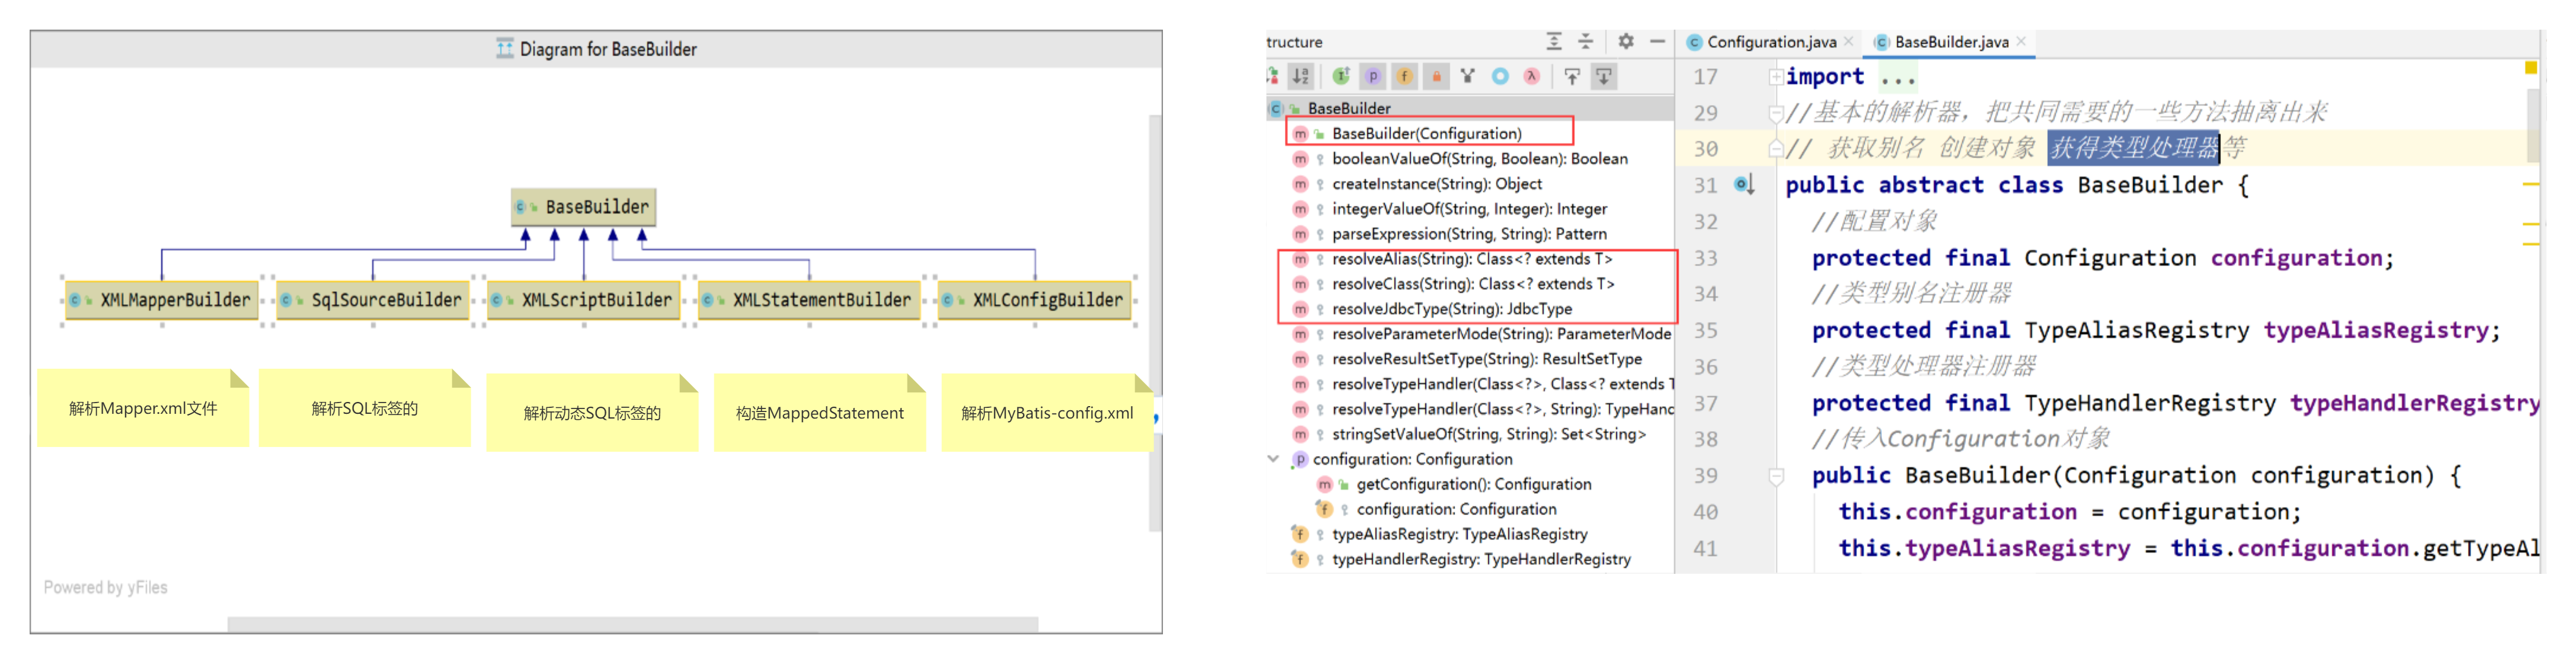 Diagram for BaseBuilder
BaseBuilder
XMLMapperBuilder
SqlSourceBuilder
XMLScriptBuilder
XMLStatementBuilder
XMLConfigBuilder
解析Mapper.xml文件
解析SQL标签的
解析动态SQL标签的
构造MappedStatement
解析MyBatis-config.xml
Powered by yFiles
tructure
BaseBuilder
BaseBuilder(Configuration)
booleanValueOf(String, Boolean): Boolean
createInstance(String): Object
integerValueOf(String, Integer): Integer
parseExpression(String, String): Pattern
resolveAlias(String): Class<? extends T>
resolveClass(String): Class<? extends T>
resolveJdbcType(String): JdbcType
resolveParameterMode(String): ParameterMode
resolveResultSetType(String): ResultSetType
resolveTypeHandler(Class<?>, Class<? extends T
resolveTypeHandler(Class<?>, String): TypeHanc
stringSetValueOf(String, String): Set<String>
configuration: Configuration
getConfiguration(): Configuration
configuration: Configuration
typeAliasRegistry: TypeAliasRegistry
typeHandlerRegistry: TypeHandlerRegistry
Configuration.java
BaseBuilder.java
17 import ...
29 //基本的解析器，把共同需要的一些方法抽离出来
30 // 获取别名 创建对象 获得类型处理器等
31 public abstract class BaseBuilder {
32 //配置对象
33 protected final Configuration configuration;
34 //类型别名注册器
35 protected final TypeAliasRegistry typeAliasRegistry;
36 //类型处理器注册器
37 protected final TypeHandlerRegistry typeHandlerRegistry
38 //传入Configuration对象
39 public BaseBuilder(Configuration configuration) {
40 this.configuration = configuration;
41 this.typeAliasRegistry = this.configuration.getTypeAl